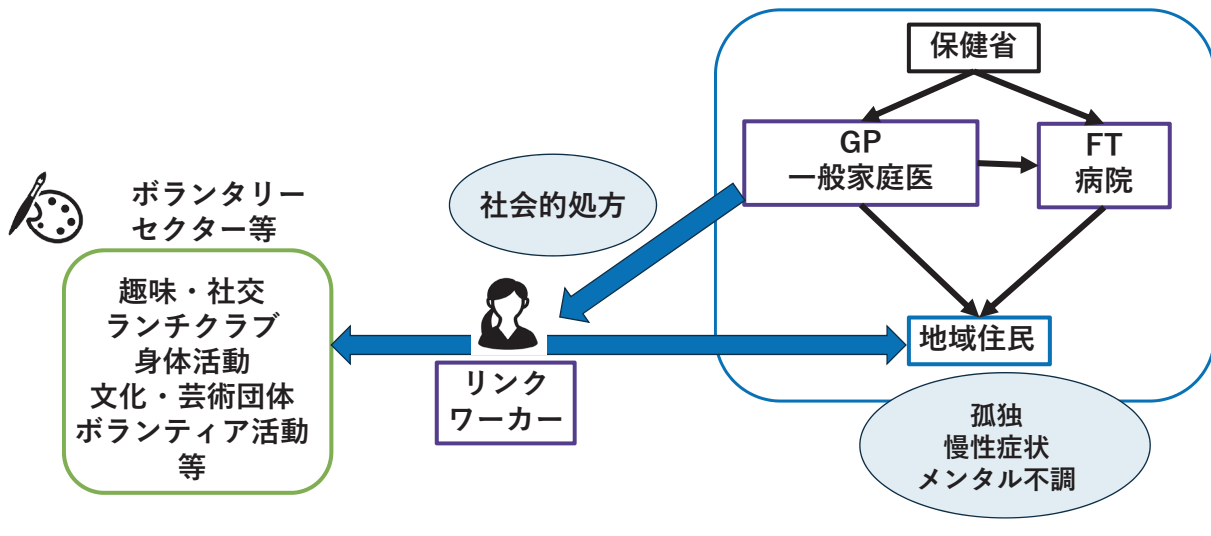 保健省
GP
一般家庭医
FT
病院
社会的処方
ボランタリー
セクター等
趣味・社交
ランチクラブ
身体活動
文化・芸術団体
ボランティア活動
等
リンク
ワーカー
地域住民
孤独
慢性症状
メンタル不調